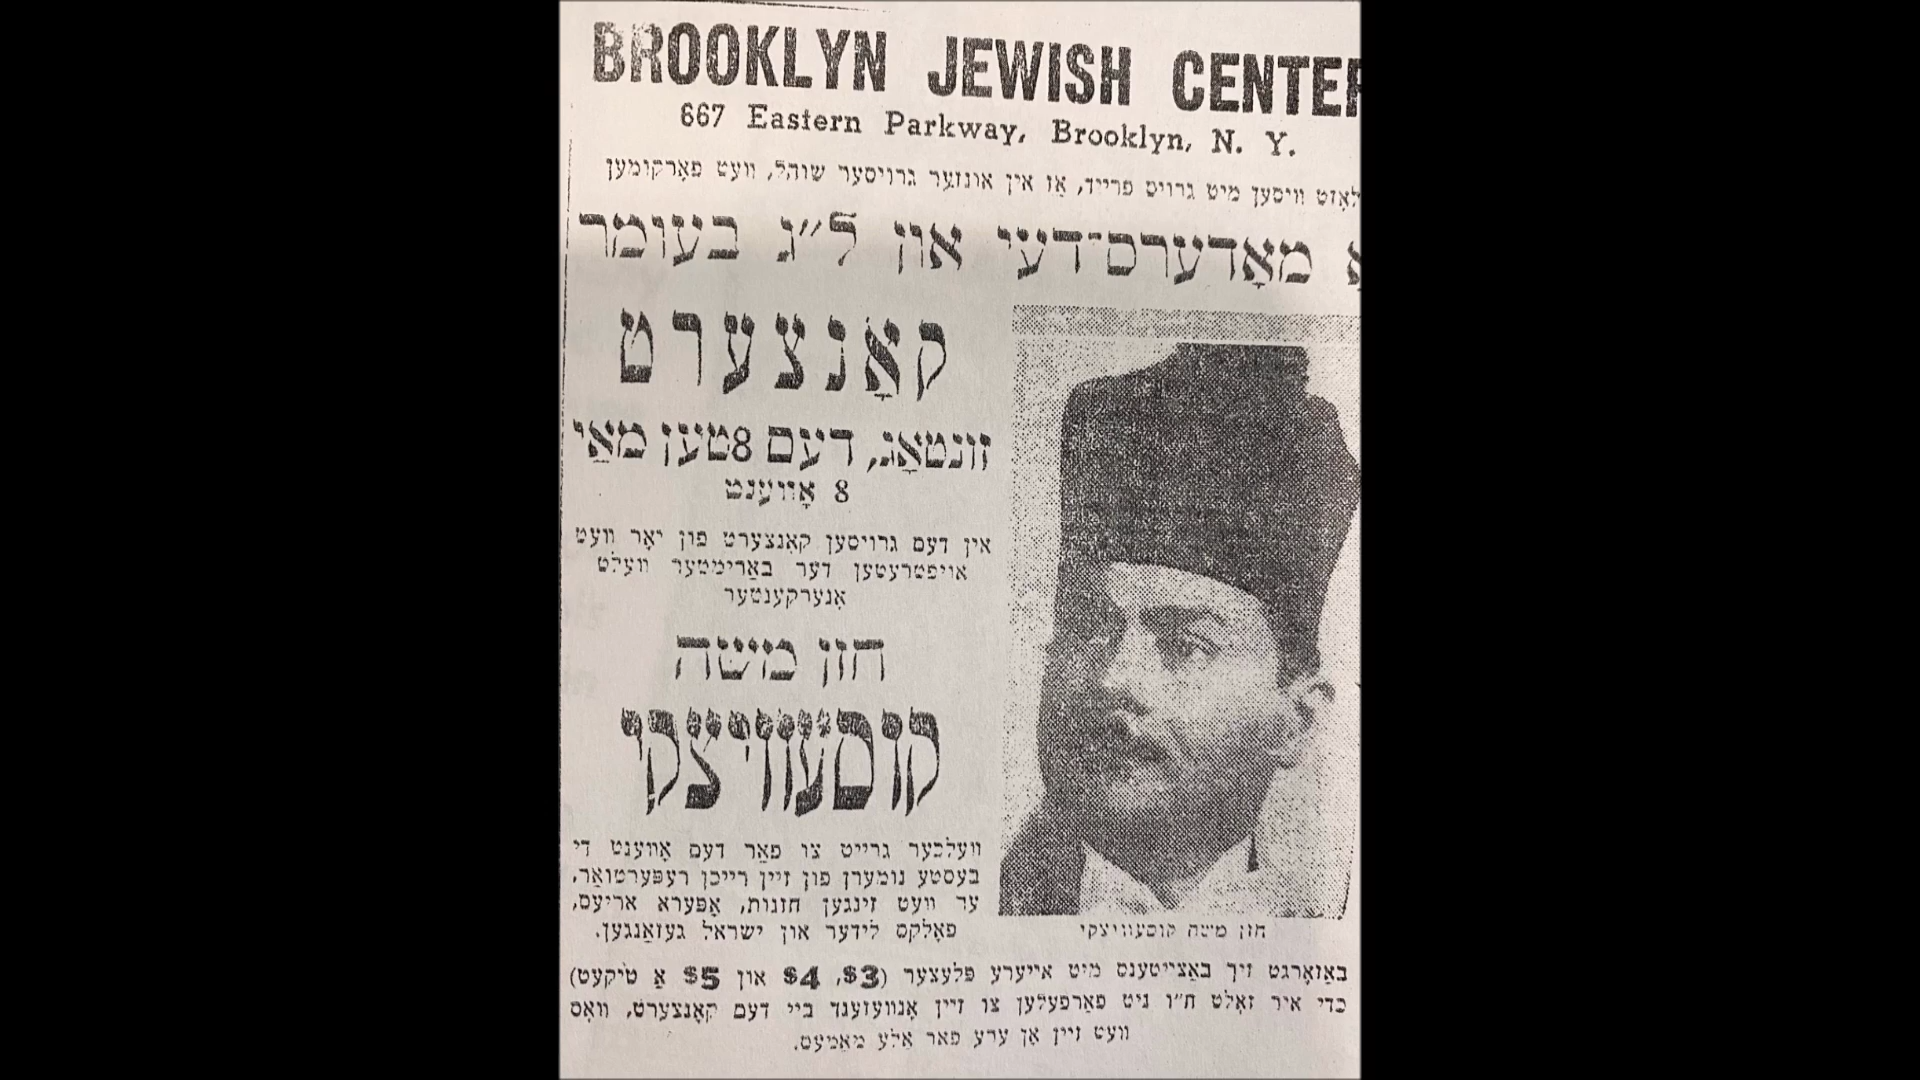 BROOKLYN JEWISH CENTER
667 Eastern Parkway, Brooklyn, N. Y.
לאָזט וויסען מיט גרויס פרייד, אַז אין אונזער גרויסער שוהל, וועט פאָרקומען
אַ מאָדערס־דעי און ל״ג בעומר
קאָנצערט
זונטאָג, דעם 8טען מאַי
8 אָווענט
אין דעם גרויסען קאָנצערט פון יאָר וועט
אויפטרעטען דער באַרימטער וועלט
אָנערקענטער
חזן משה
קוסעוויצקי
וועלכער גרייט צו פאַר דעם אָווענט די
בעסטע נומערן פון זיין רייכן רעפּערטואַר,
ער וועט זינגען חזנות, אָפּערא אריעס,
פאָלקס לידער און ישראל געזאַנגען.
חזן משה קוסעוויצקי
באַזאָרגט זיך באַצייטענס מיט אייערע פלעצער ($3, $4 און $5 אַ טיקעט)
כדי איר זאָלט ח״ו ניט פאַרפעלען צו זיין אָנוועזענד ביי דעם קאָנצערט, וואָס
וועט זיין אַן ערע פאר אַלע מאַמעס.